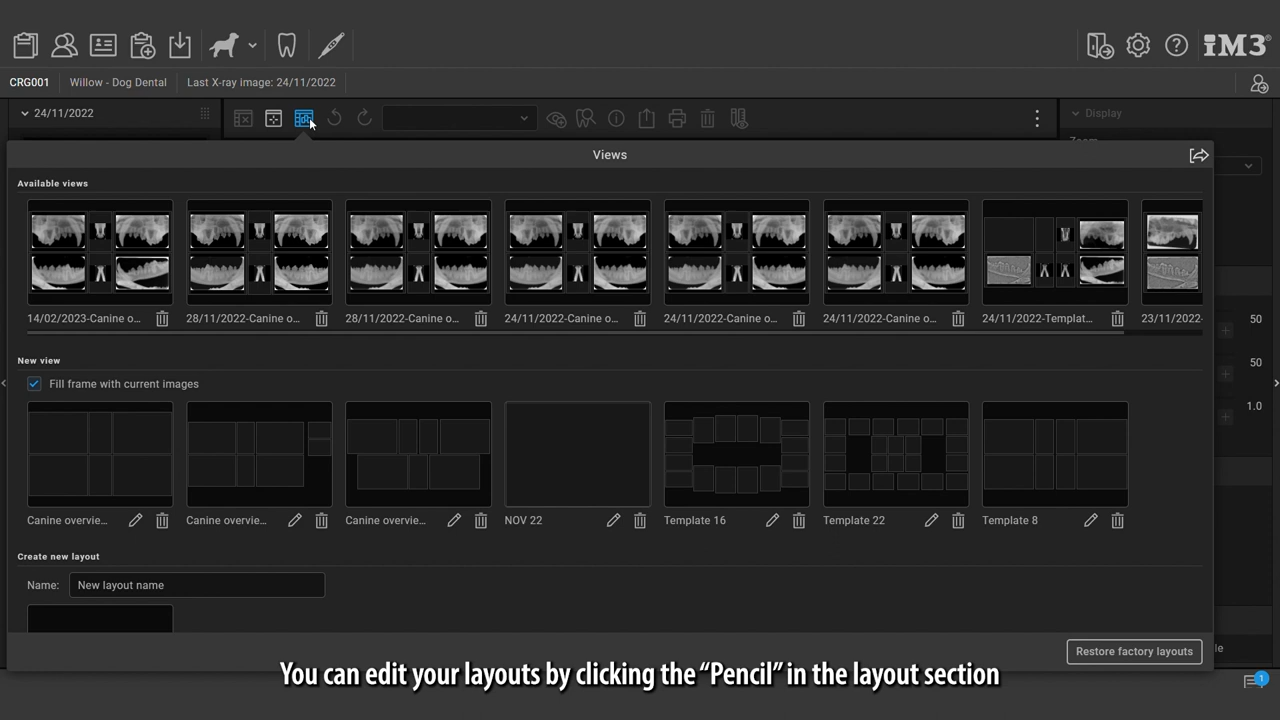 iM3®
CRG001
Willow - Dog Dental
Last X-ray image: 24/11/2022
24/11/2022
Display
Views
Available views
14/02/2023-Canine o...
28/11/2022-Canine o...
28/11/2022-Canine o...
24/11/2022-Canine o...
24/11/2022-Canine o...
24/11/2022-Canine o...
24/11/2022-Templat...
23/11/2022-
50
50
1.0
New view
Fill frame with current images
Canine overvie...
Canine overvie...
Canine overvie...
NOV 22
Template 16
Template 22
Template 8
Create new layout
Name: New layout name
Restore factory layouts
1
You can edit your layouts by clicking the “Pencil” in the layout section